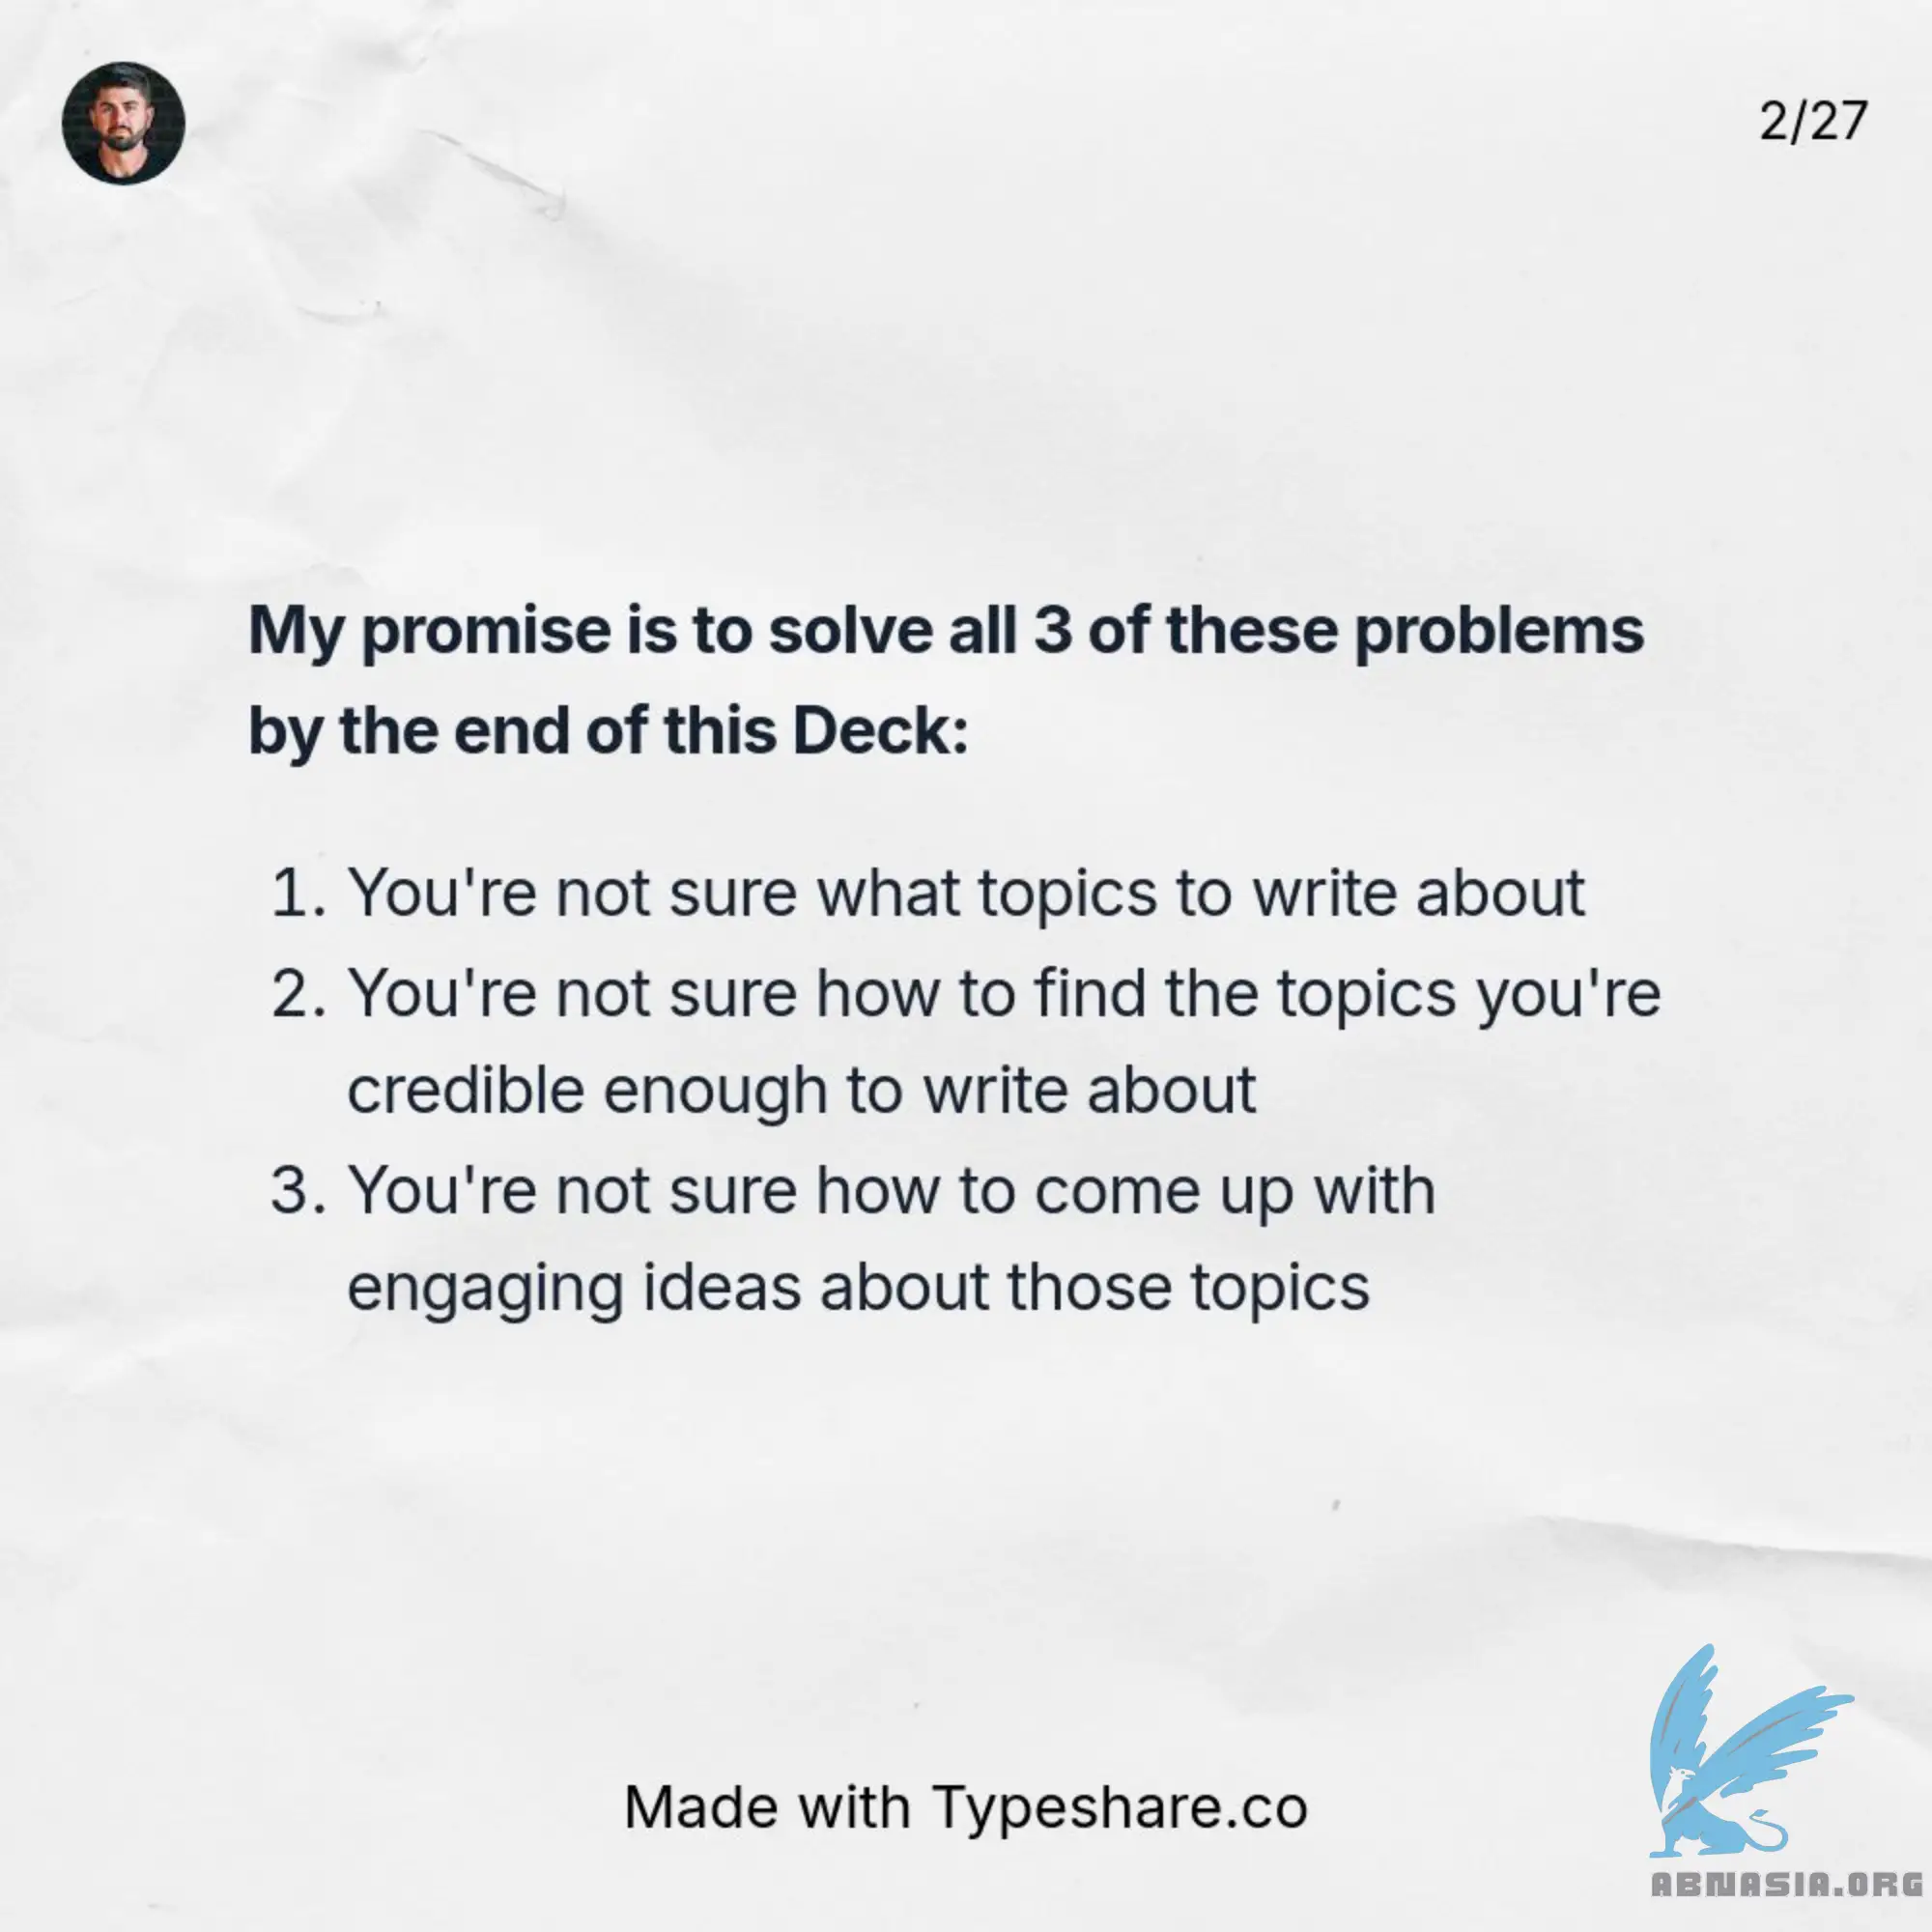 2/27
My promise is to solve all 3 of these problems
by the end of this Deck:
1. You're not sure what topics to write about
2. You're not sure how to find the topics you're
credible enough to write about
3. You're not sure how to come up with
engaging ideas about those topics
Made with Typeshare.co
ABNASIA.ORG